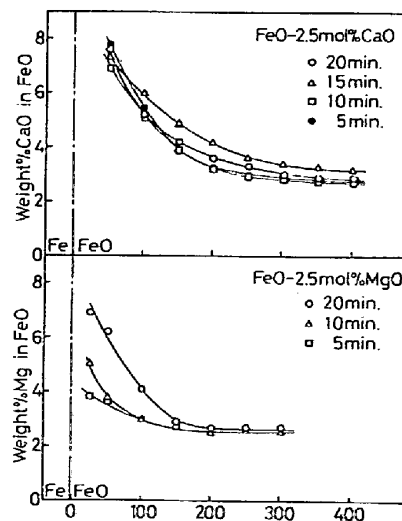 FeO-2.5mol%CaO
20min.
15min.
10min.
5min.
Weight%CaO in FeO
8
6
4
2
Fe FeO
FeO-2.5mol%MgO
20min.
10min.
5min.
Weight%Mg in FeO
8
6
4
2
0
Fe FeO
0 100 200 300 400